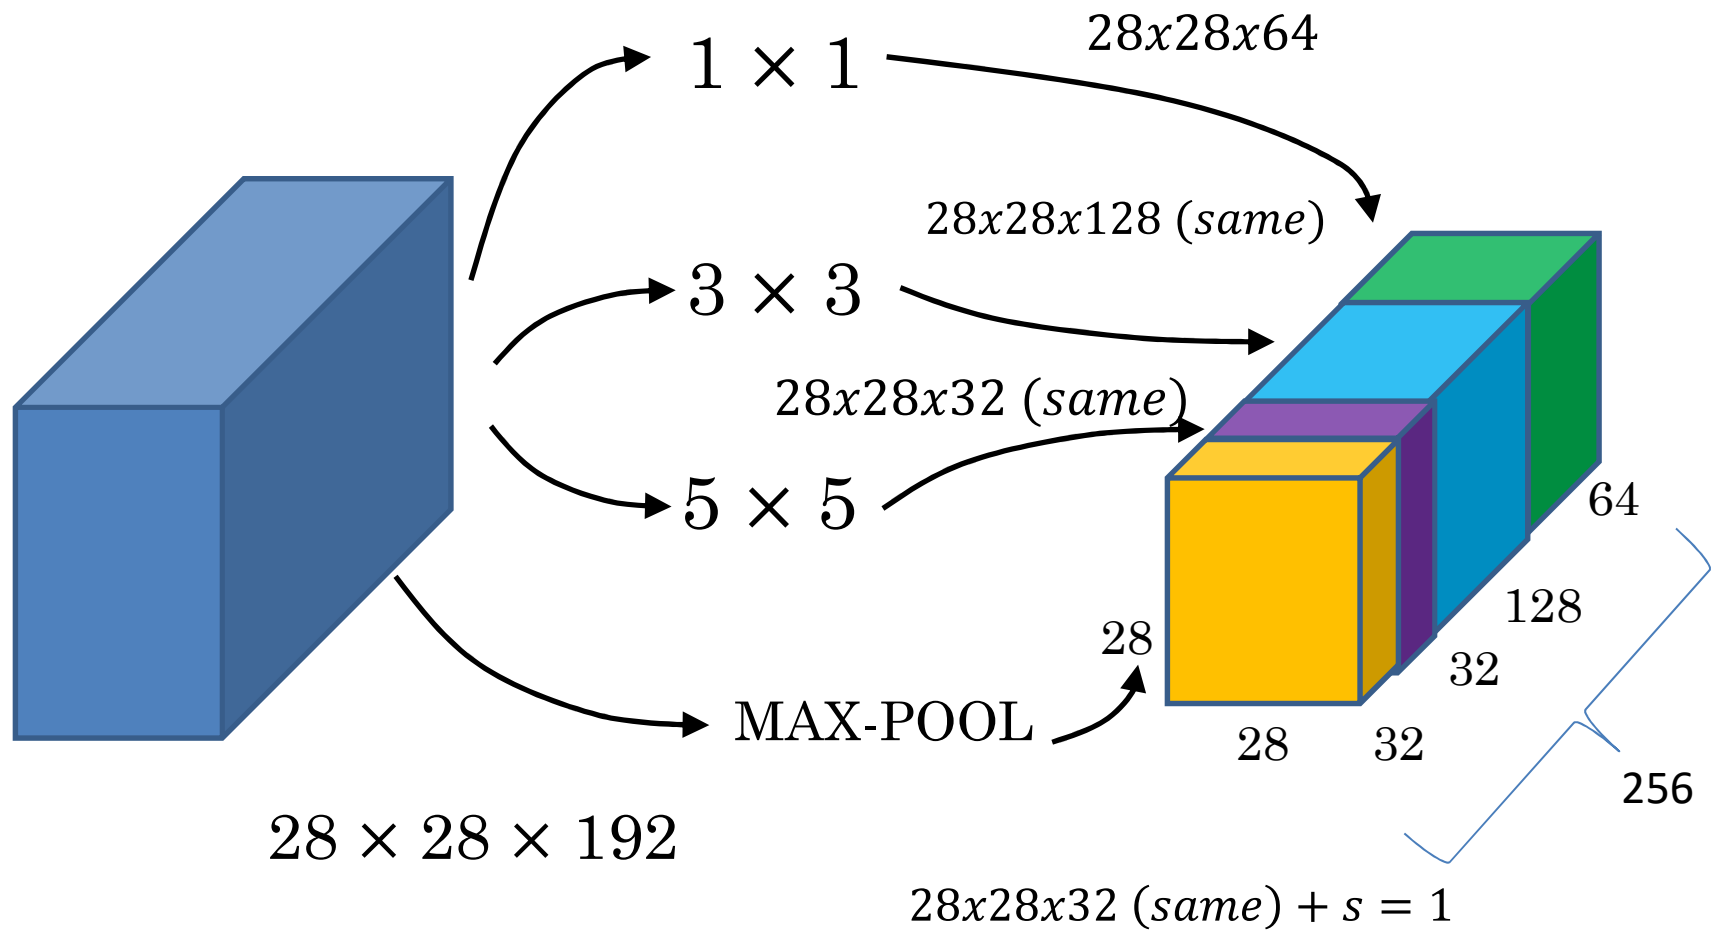 1 × 1
28x28x64
28x28x128 (same)
3 × 3
28x28x32 (same)
5 × 5
64
128
28
32
MAX-POOL
28
32
256
28 × 28 × 192
28x28x32 (same) + s = 1